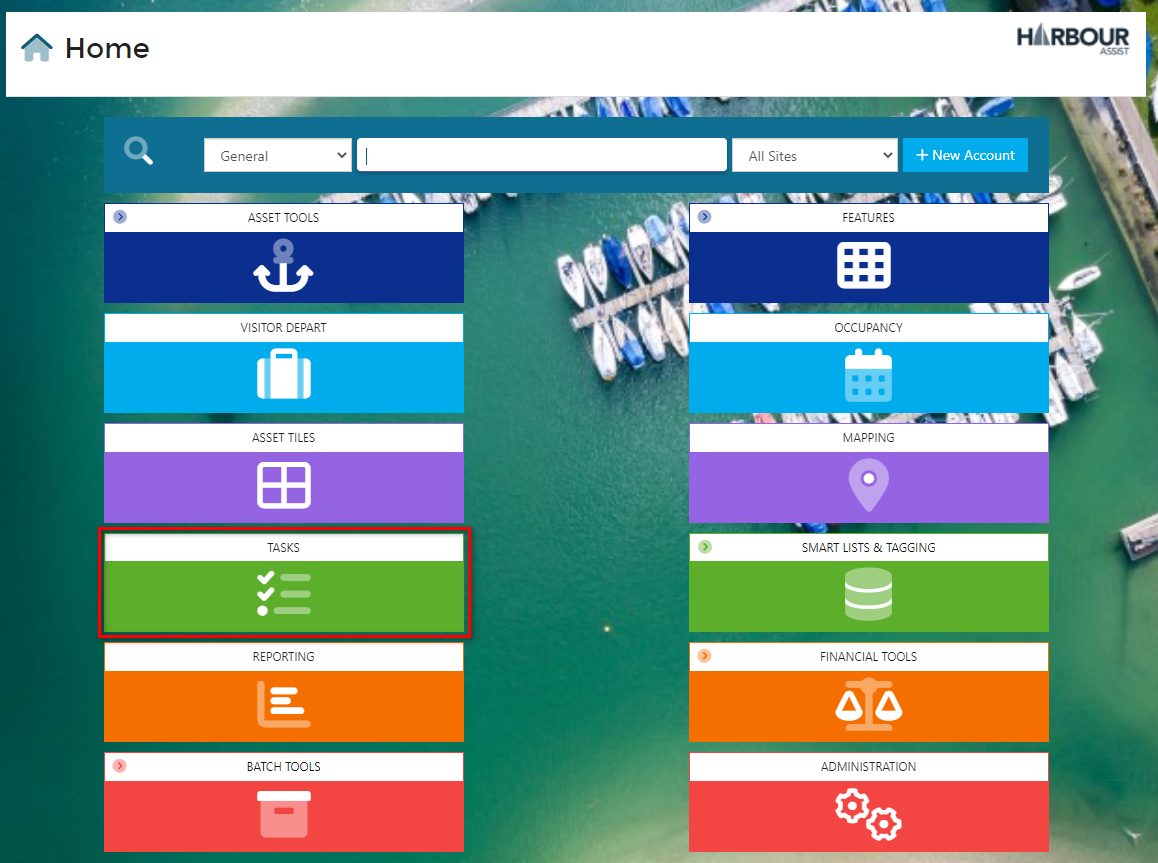 Home
HARBOUR
ASSIST
General
All Sites
+ New Account
ASSET TOOLS
FEATURES
VISITOR DEPART
OCCUPANCY
ASSET TILES
MAPPING
TASKS
SMART LISTS & TAGGING
REPORTING
FINANCIAL TOOLS
BATCH TOOLS
ADMINISTRATION